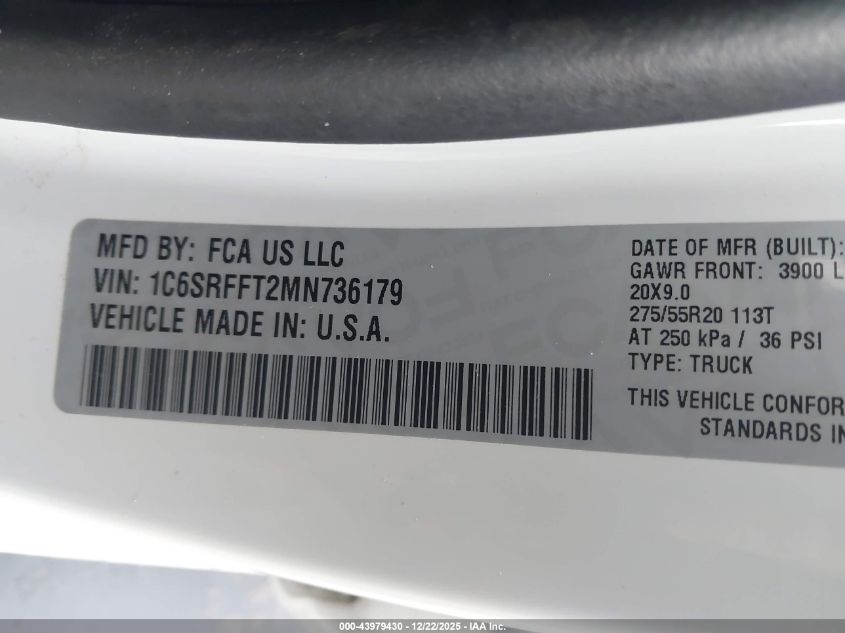 MFD BY: FCA US LLC
VIN: 1C6SRFFT2MN736179
VEHICLE MADE IN: U.S.A.
DATE OF MFR (BUILT):
GAWR FRONT: 3900 L
20X9.0
275/55R20 113T
AT 250 kPa / 36 PSI
TYPE: TRUCK
THIS VEHICLE CONFOR
STANDARDS IN
000-43979430 - 12/22/2025 - IAA Inc.